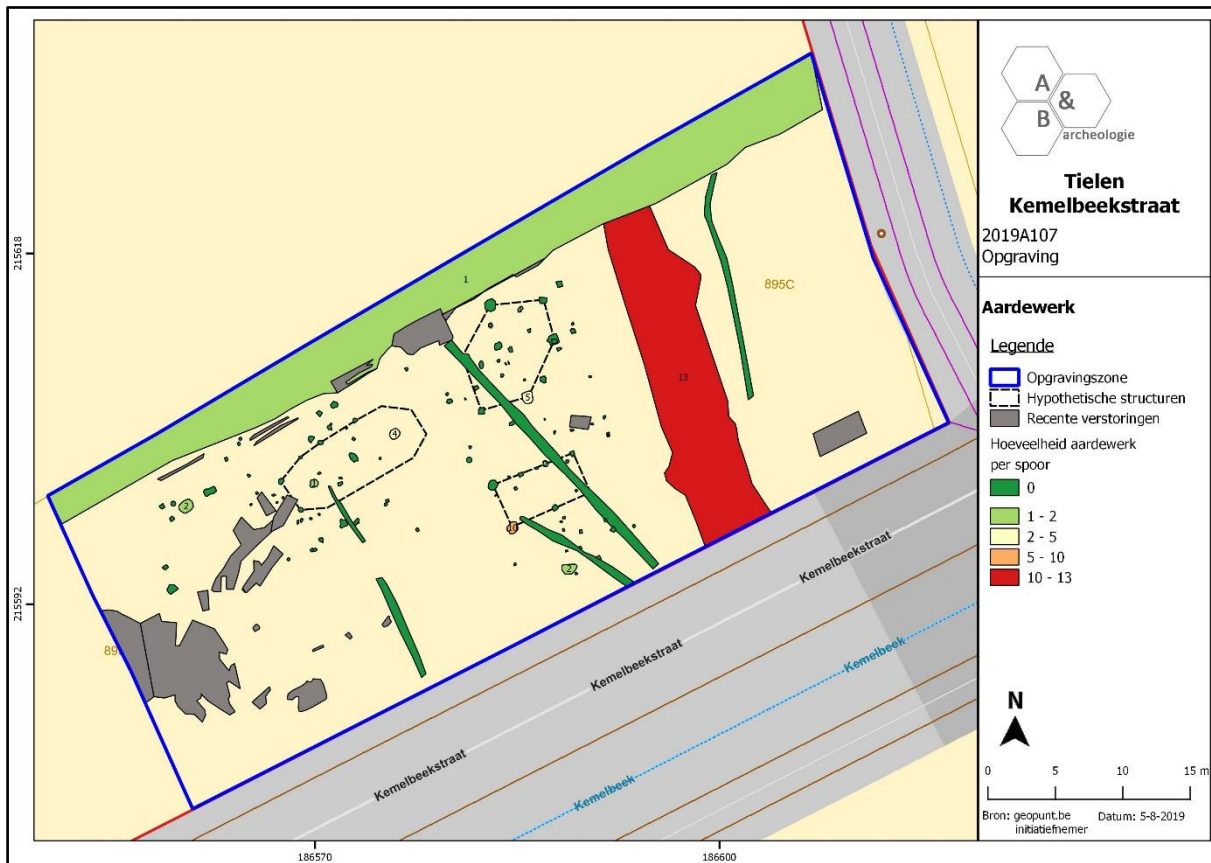 A
&
B
archeologie
Tielen
Kemelbeekstraat
2019A107
Opgraving
Aardewerk
Legende
Opgravingszone
Hypothetische structuren
Recente verstoringen
Hoeveelheid aardewerk
per spoor
0
1 - 2
2 - 5
5 - 10
10 - 13
N
0 5 10 15 m
Bron: geopunt.be Datum: 5-8-2019
initiatiefnemer
215618
215592
186570
186600
1
895C
13
5
4
1
2
10
2
89
Kemelbeekstraat
Kemelbeekstraat
Kemelbeekstraat
Kemelbeek
Kemelbeek